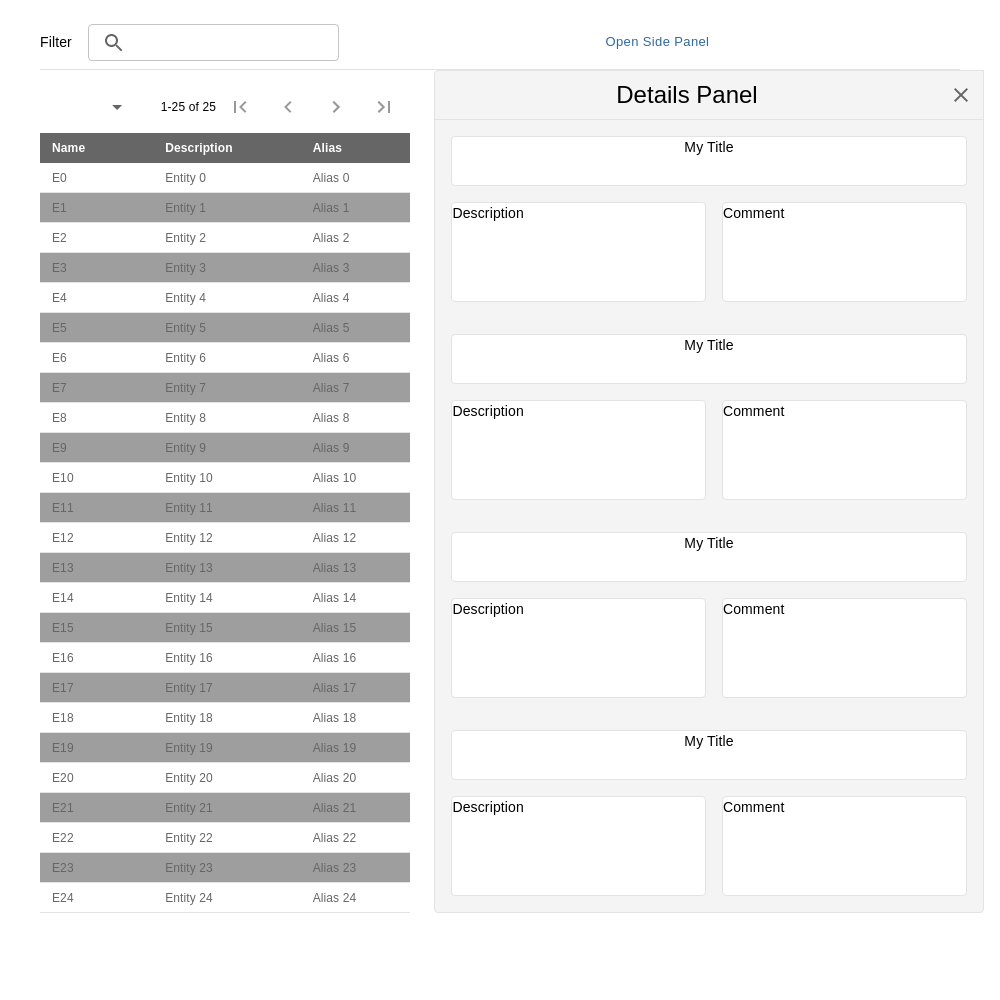 Filter
Open Side Panel
1-25 of 25
Name Description Alias
E0 Entity 0 Alias 0
E1 Entity 1 Alias 1
E2 Entity 2 Alias 2
E3 Entity 3 Alias 3
E4 Entity 4 Alias 4
E5 Entity 5 Alias 5
E6 Entity 6 Alias 6
E7 Entity 7 Alias 7
E8 Entity 8 Alias 8
E9 Entity 9 Alias 9
E10 Entity 10 Alias 10
E11 Entity 11 Alias 11
E12 Entity 12 Alias 12
E13 Entity 13 Alias 13
E14 Entity 14 Alias 14
E15 Entity 15 Alias 15
E16 Entity 16 Alias 16
E17 Entity 17 Alias 17
E18 Entity 18 Alias 18
E19 Entity 19 Alias 19
E20 Entity 20 Alias 20
E21 Entity 21 Alias 21
E22 Entity 22 Alias 22
E23 Entity 23 Alias 23
E24 Entity 24 Alias 24
Details Panel
My Title
Description Comment
My Title
Description Comment
My Title
Description Comment
My Title
Description Comment